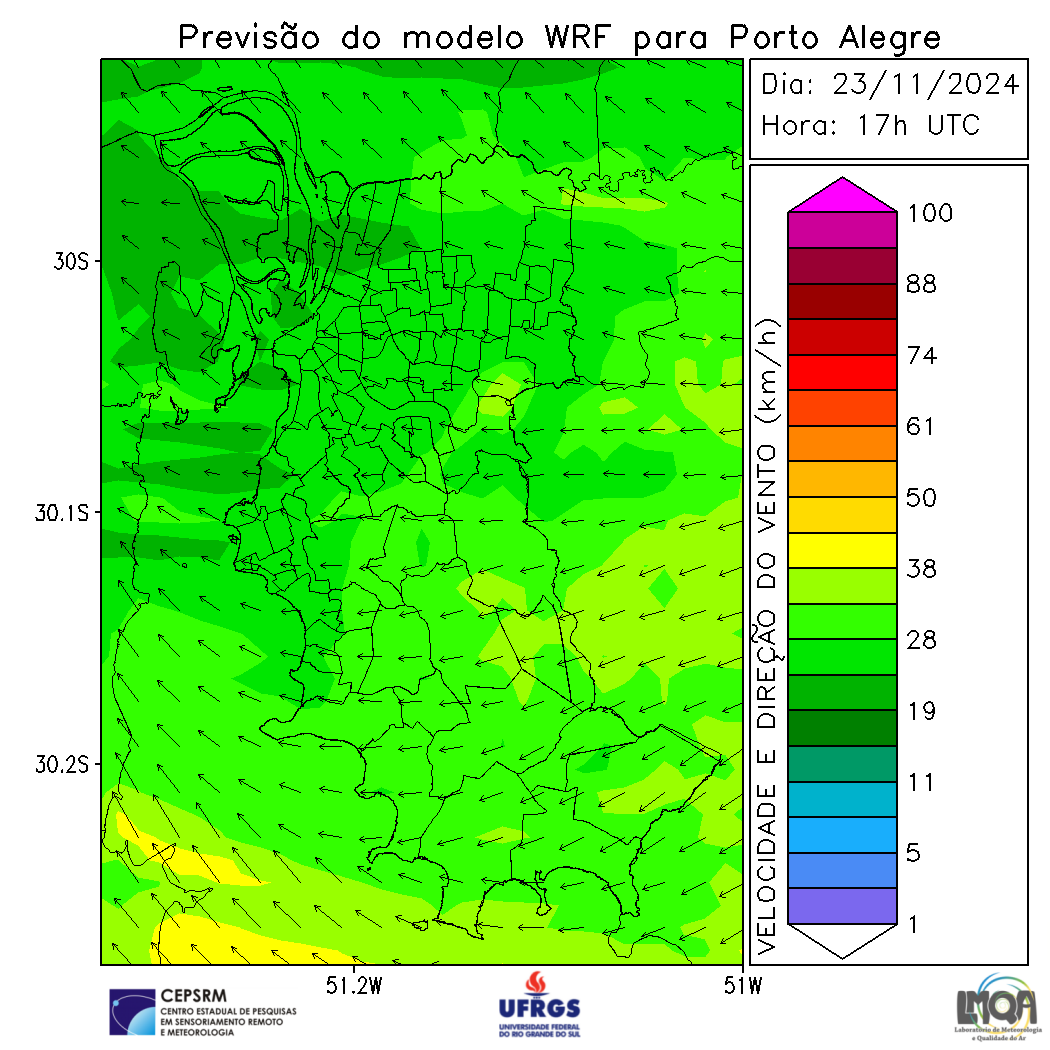 Previsão do modelo WRF para Porto Alegre
Dia: 23/11/2024
Hora: 17h UTC
30S
30.1S
30.2S
51.2W
51W
VELOCIDADE E DIREÇÃO DO VENTO (km/h)
100
88
74
61
50
38
28
19
11
5
1
CEPSRM
CENTRO ESTADUAL DE PESQUISAS
EM SENSORIAMENTO REMOTO
E METEOROLOGIA
UFRGS
UNIVERSIDADE FEDERAL
DO RIO GRANDE DO SUL
LMQA
Laboratório de Meteorologia
e Qualidade do Ar